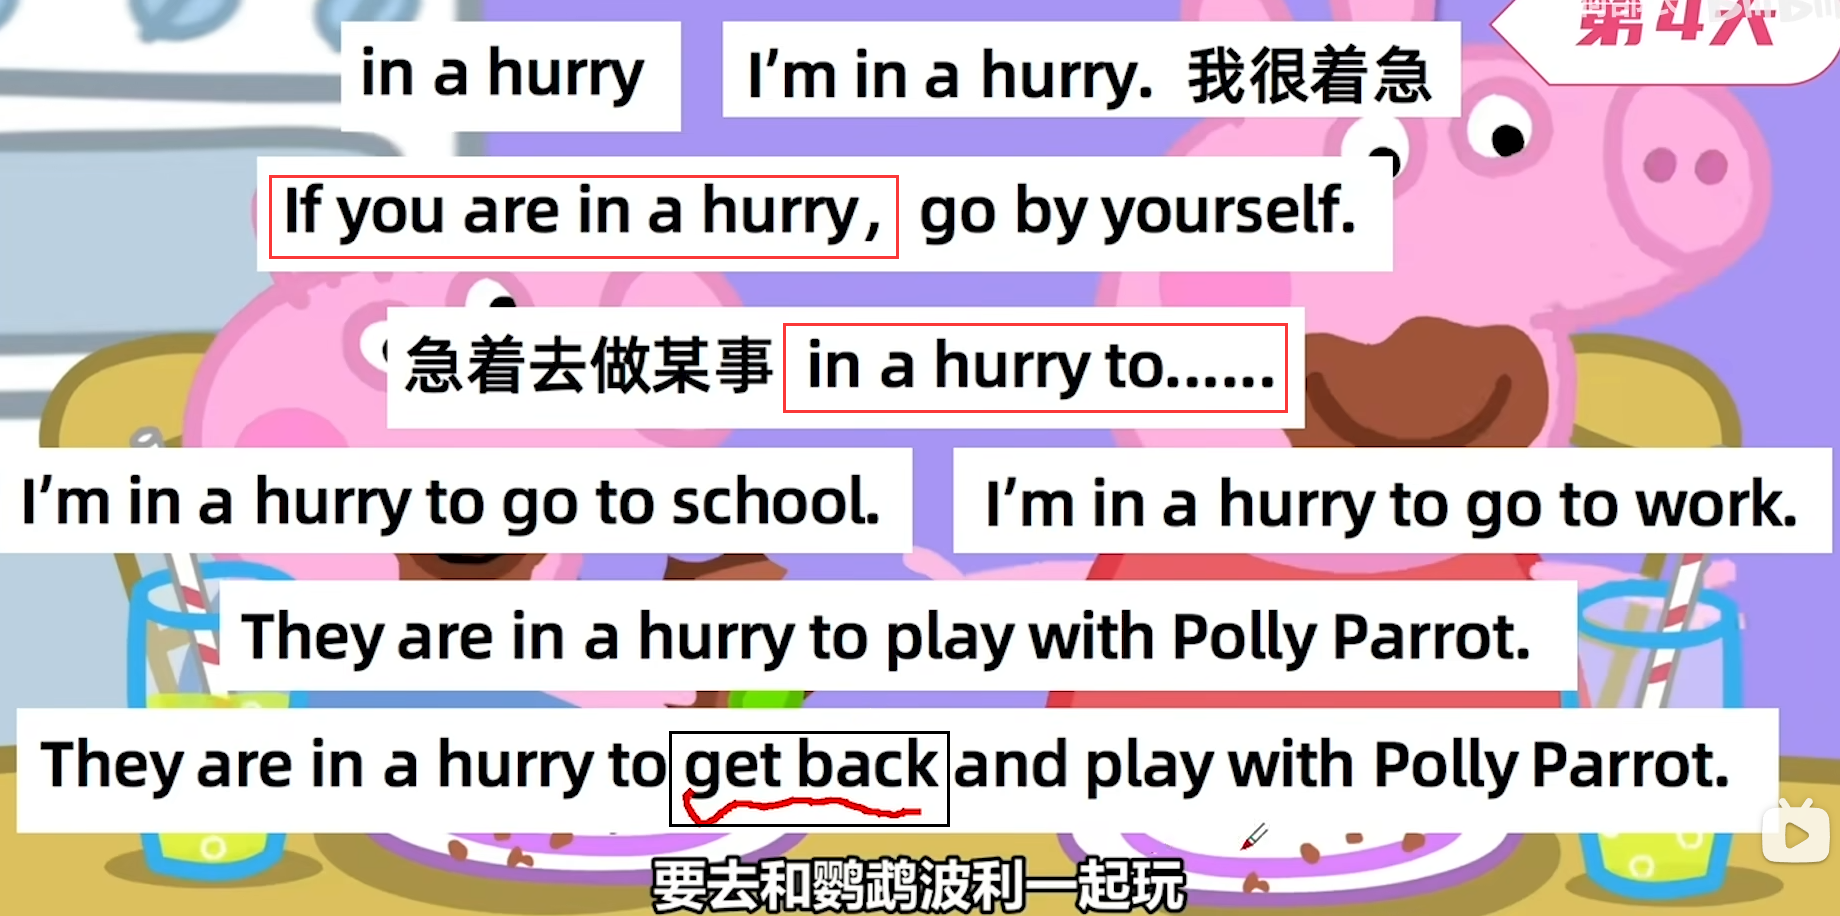 第4天
in a hurry
I'm in a hurry. 我很着急
If you are in a hurry, go by yourself.
急着去做某事 in a hurry to......
I'm in a hurry to go to school.
I'm in a hurry to go to work.
They are in a hurry to play with Polly Parrot.
They are in a hurry to get back and play with Polly Parrot.
要去和鹦鹉波利一起玩